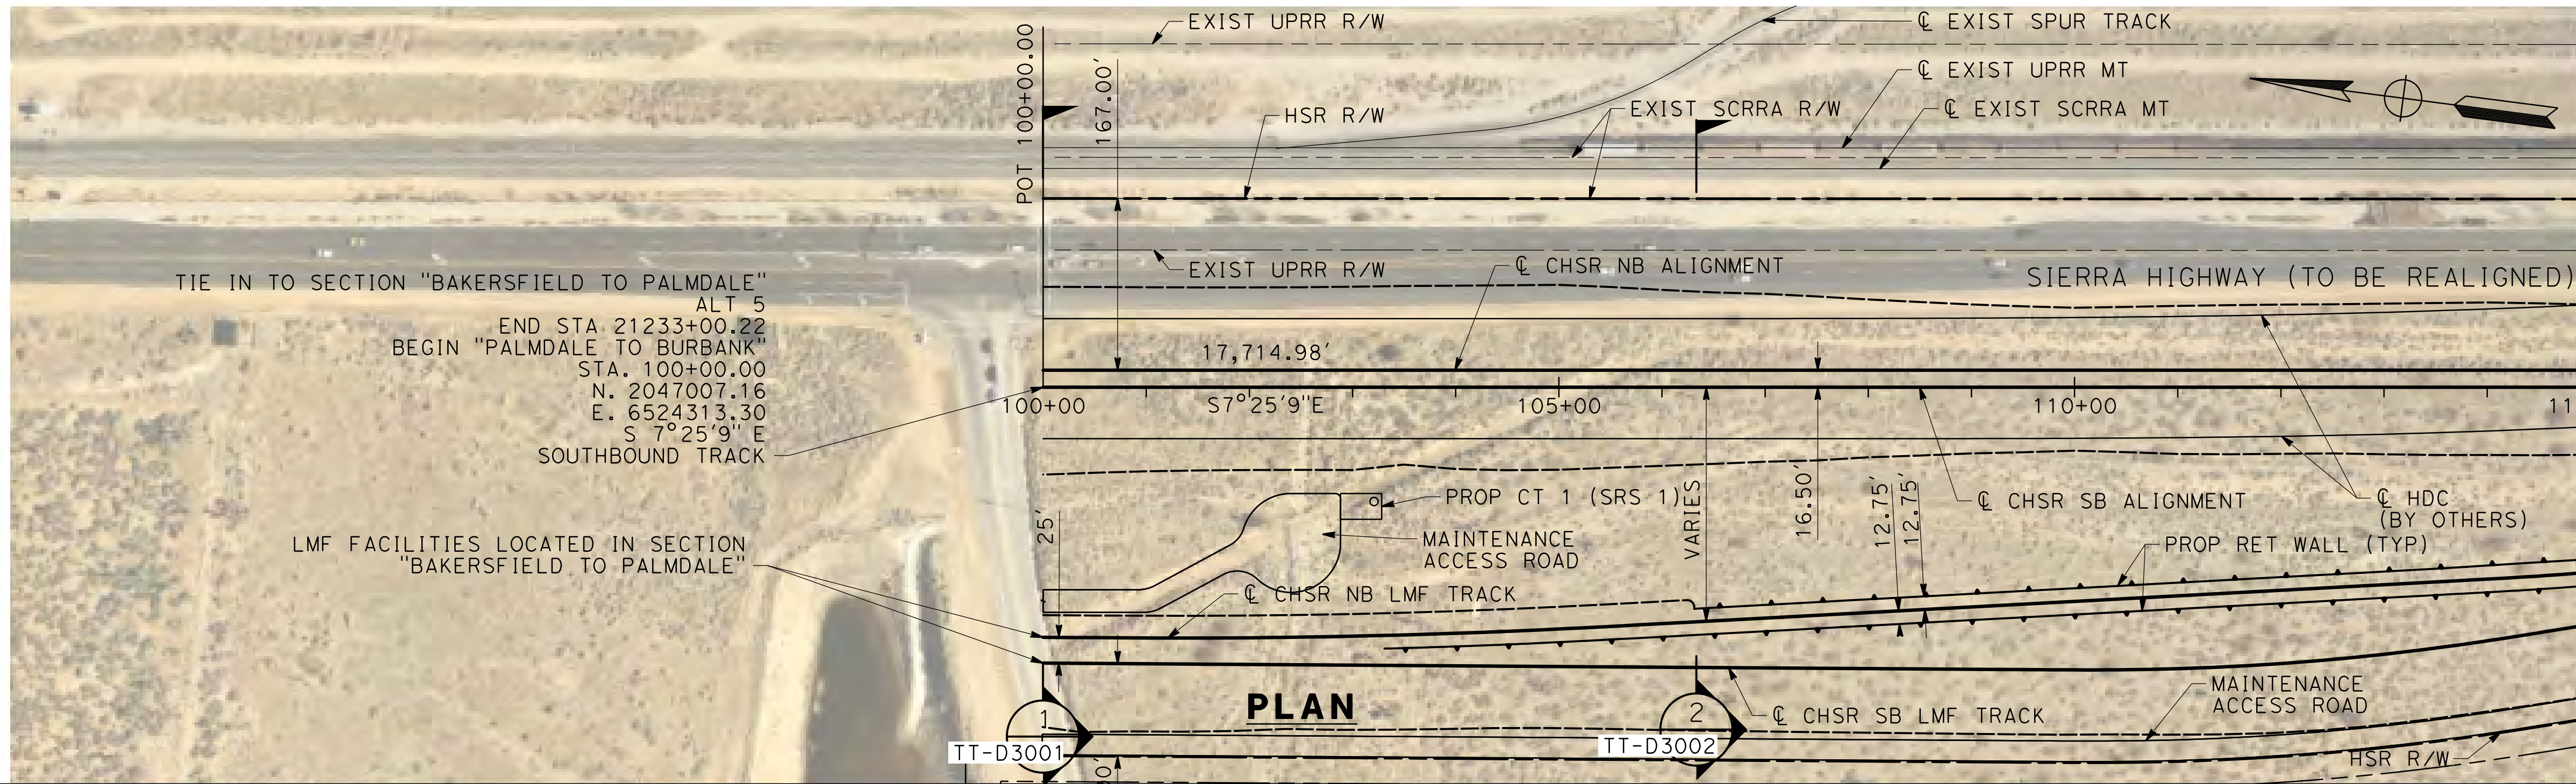 EXIST UPRR R/W
℄ EXIST SPUR TRACK
POT 100+00.00
167.00'
℄ EXIST UPRR MT
HSR R/W
EXIST SCRRA R/W
℄ EXIST SCRRA MT
EXIST UPRR R/W
℄ CHSR NB ALIGNMENT
SIERRA HIGHWAY (TO BE REALIGNED)
TIE IN TO SECTION "BAKERSFIELD TO PALMDALE"
ALT 5
END STA 21233+00.22
BEGIN "PALMDALE TO BURBANK"
STA. 100+00.00
N. 2047007.16
E. 6524313.30
S 7°25'9" E
SOUTHBOUND TRACK
17,714.98'
100+00
S7°25'9"E
105+00
110+00
11
25'
PROP CT 1 (SRS 1)
MAINTENANCE
ACCESS ROAD
VARIES
16.50'
12.75'
12.75'
℄ CHSR SB ALIGNMENT
℄ HDC
(BY OTHERS)
PROP RET WALL (TYP)
LMF FACILITIES LOCATED IN SECTION
"BAKERSFIELD TO PALMDALE"
℄ CHSR NB LMF TRACK
PLAN
MAINTENANCE
ACCESS ROAD
℄ CHSR SB LMF TRACK
1
TT-D3001
2
TT-D3002
HSR R/W